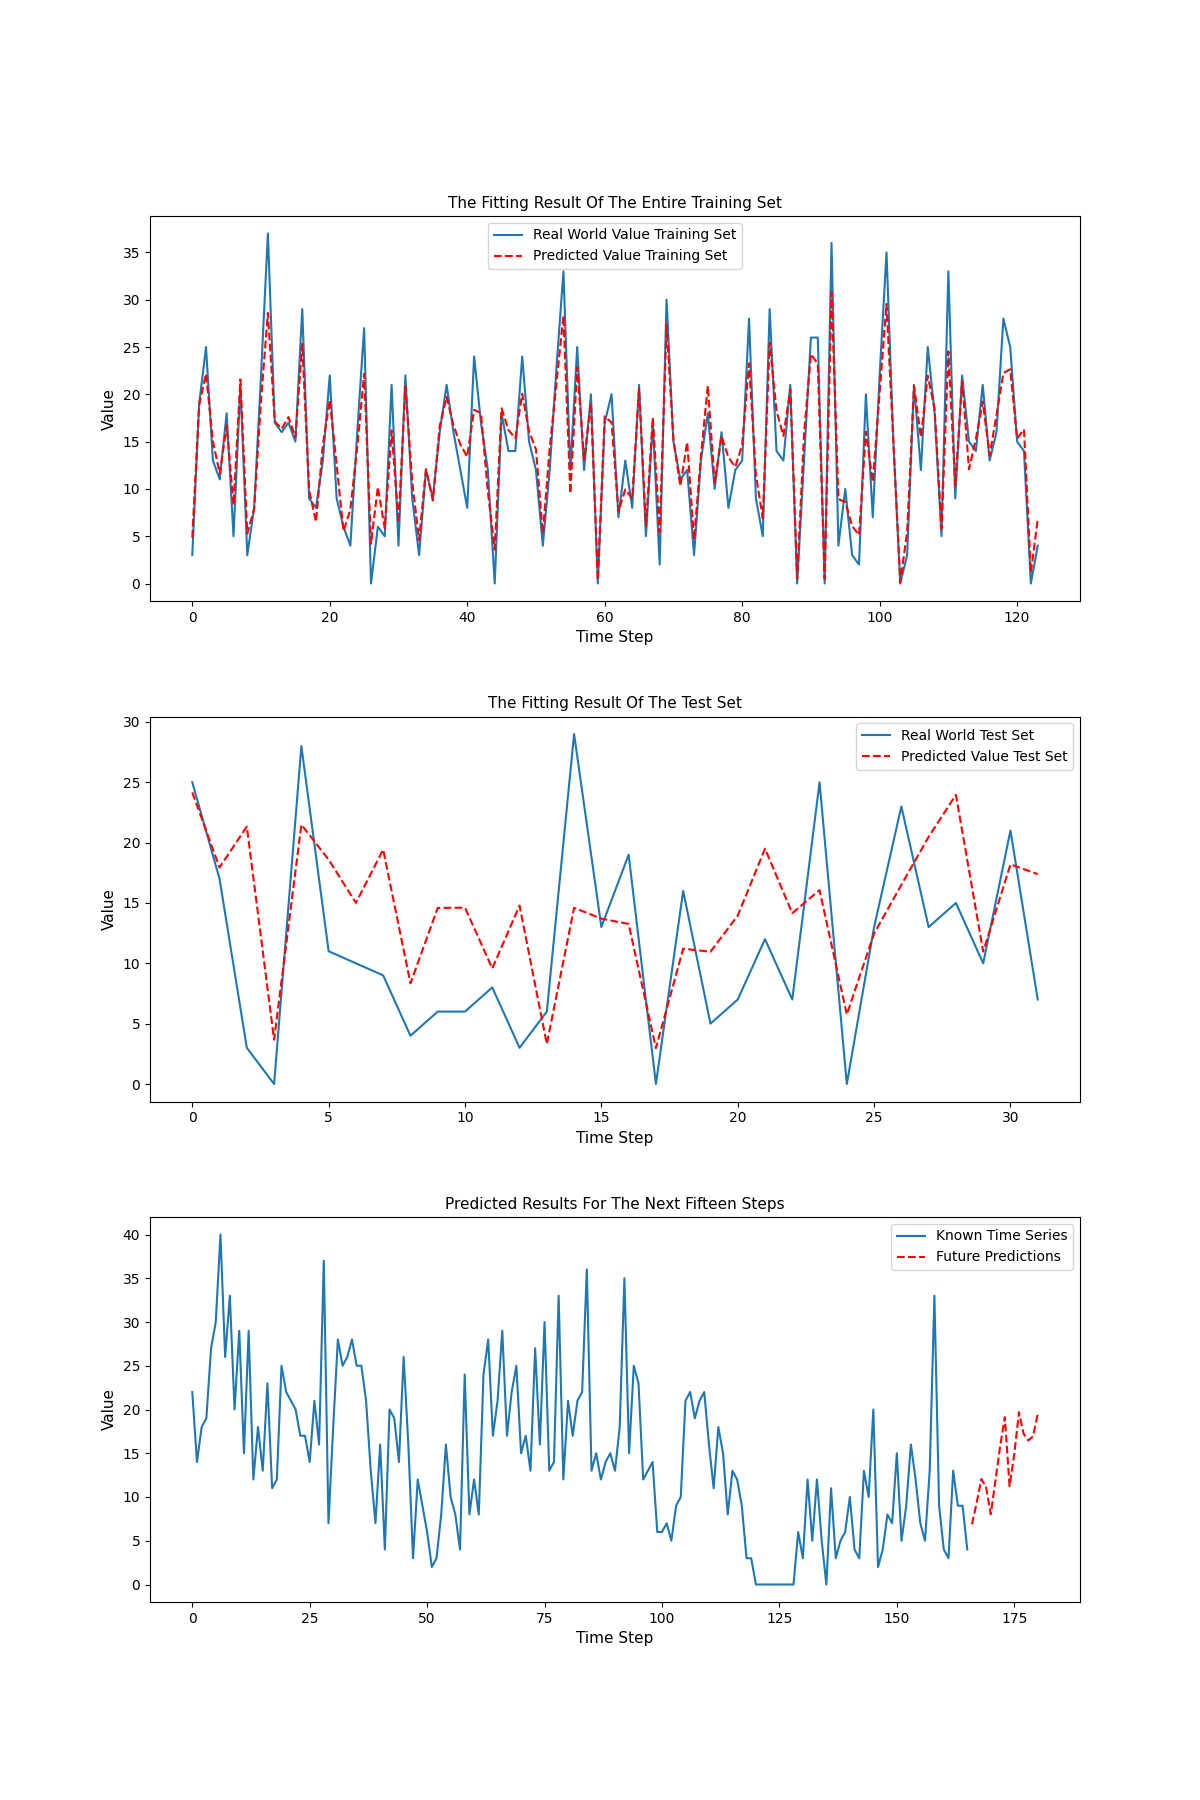 The Fitting Result Of The Entire Training Set
Real World Value Training Set
Predicted Value Training Set
Value
35
30
25
20
15
10
5
0
0 20 40 60 80 100 120
Time Step
The Fitting Result Of The Test Set
Real World Test Set
Predicted Value Test Set
Value
30
25
20
15
10
5
0
0 5 10 15 20 25 30
Time Step
Predicted Results For The Next Fifteen Steps
Known Time Series
Future Predictions
Value
40
35
30
25
20
15
10
5
0
0 25 50 75 100 125 150 175
Time Step